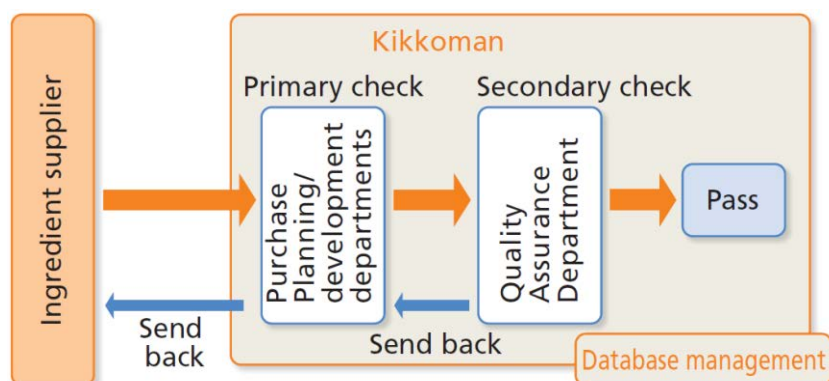 Kikkoman
Ingredient supplier
Primary check
Purchase
Planning/
development
departments
Secondary check
Quality
Assurance
Department
Pass
Send
back
Send back
Database management